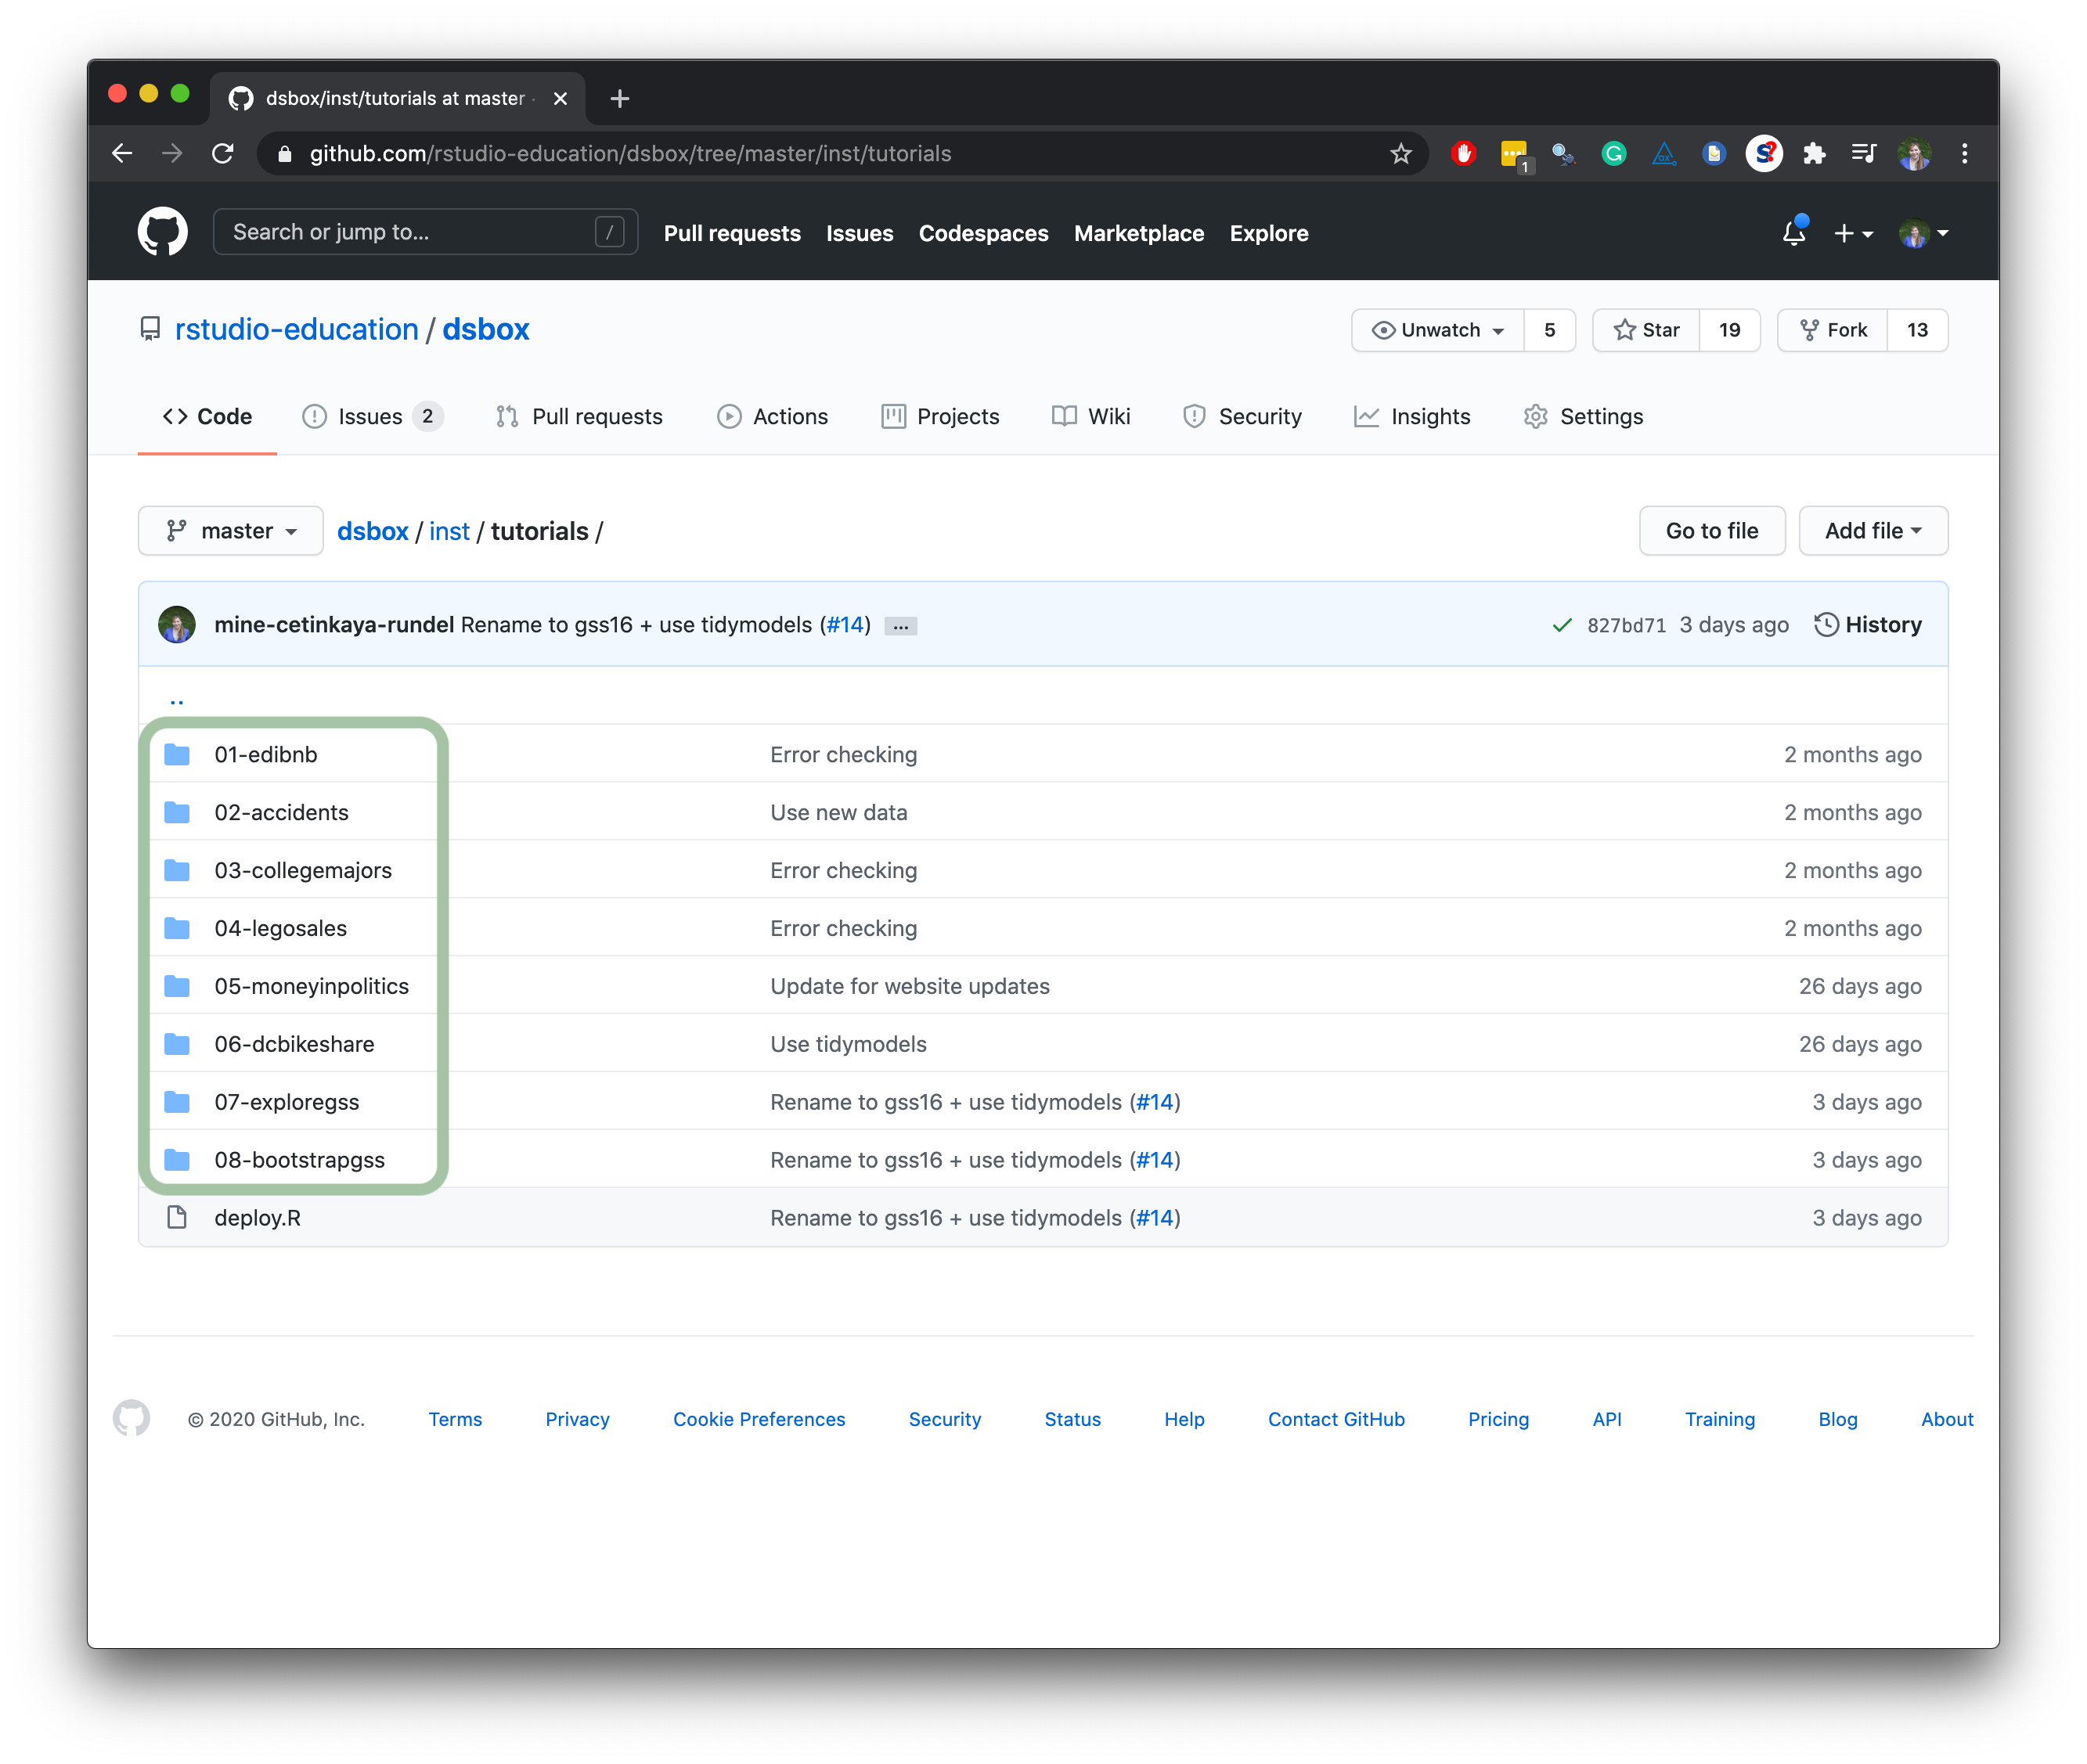 dsbox/inst/tutorials at master ·
github.com/rstudio-education/dsbox/tree/master/inst/tutorials
1
Search or jump to... / Pull requests Issues Codespaces Marketplace Explore
rstudio-education / dsbox Unwatch 5 Star 19 Fork 13
Code Issues 2 Pull requests Actions Projects Wiki Security Insights Settings
master dsbox / inst / tutorials / Go to file Add file
mine-cetinkaya-rundel Rename to gss16 + use tidymodels (#14) ... 827bd71 3 days ago History
..
01-edibnb Error checking 2 months ago
02-accidents Use new data 2 months ago
03-collegemajors Error checking 2 months ago
04-legosales Error checking 2 months ago
05-moneyinpolitics Update for website updates 26 days ago
06-dcbikeshare Use tidymodels 26 days ago
07-exploregss Rename to gss16 + use tidymodels (#14) 3 days ago
08-bootstrapgss Rename to gss16 + use tidymodels (#14) 3 days ago
deploy.R Rename to gss16 + use tidymodels (#14) 3 days ago
© 2020 GitHub, Inc. Terms Privacy Cookie Preferences Security Status Help Contact GitHub Pricing API Training Blog About